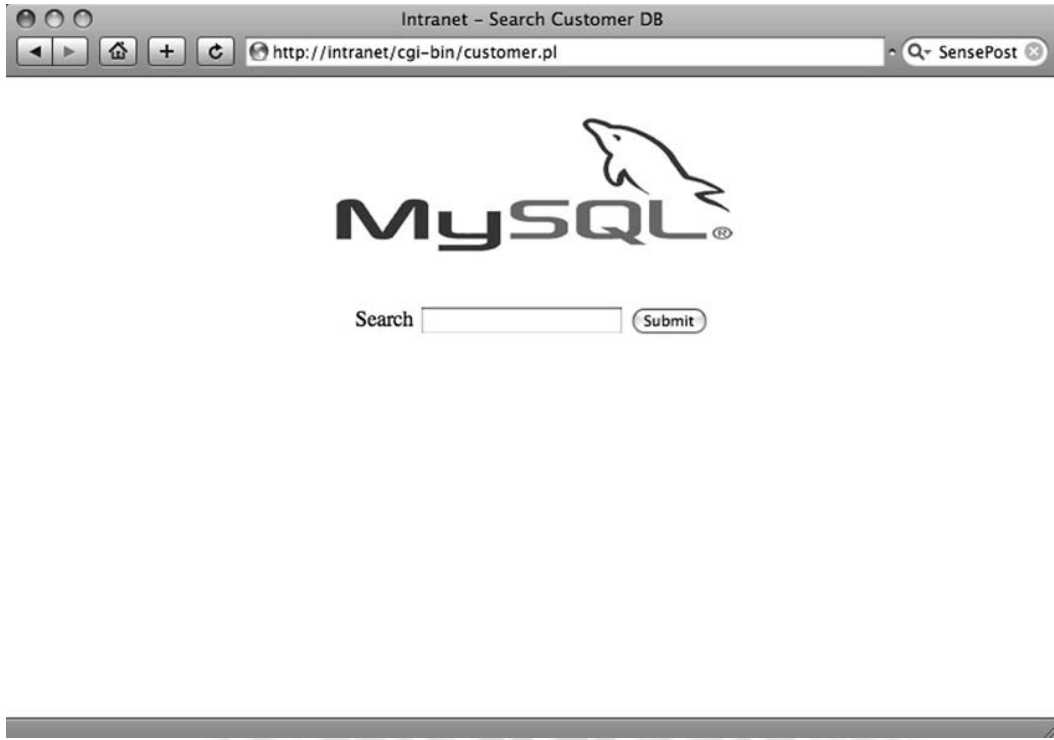 Intranet – Search Customer DB
http://intranet/cgi-bin/customer.pl
SensePost
MySQL®
Search
Submit